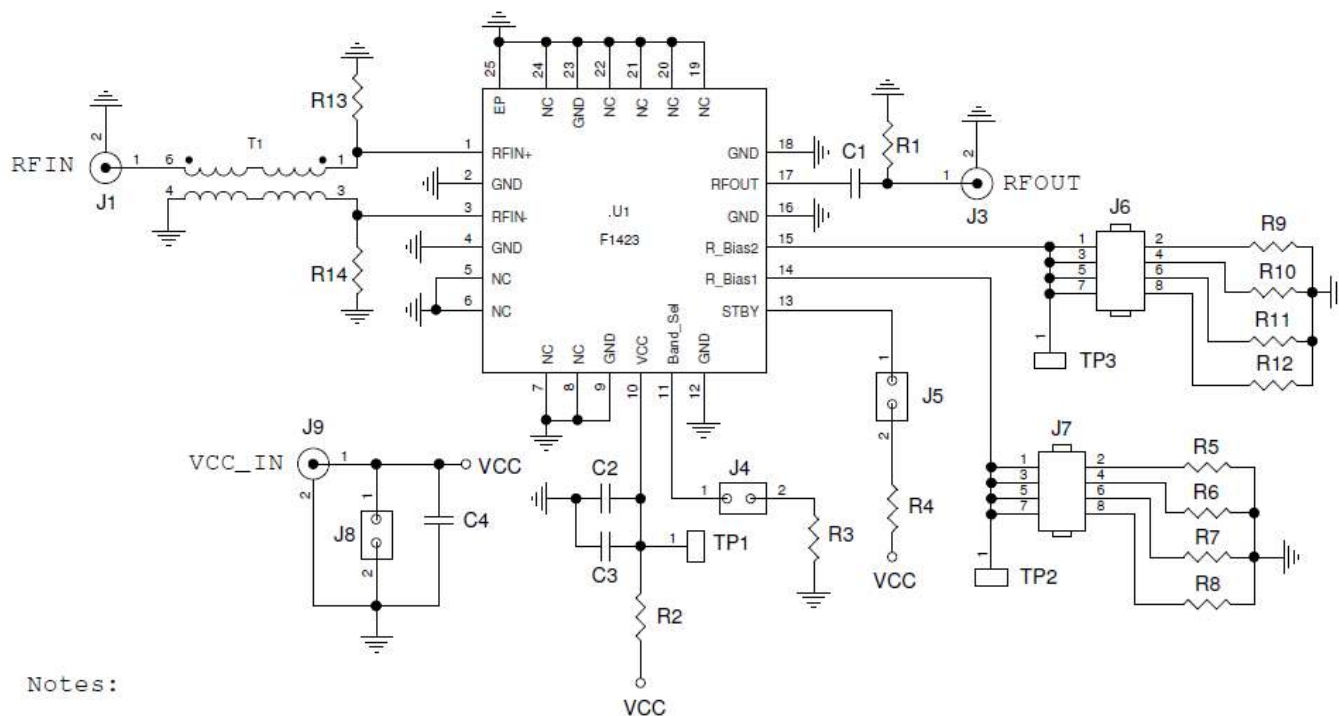 25
24
23
22
21
20
19
EP
NC
GND
NC
NC
NC
NC
R13
2
RFIN
1
J1
6
T1
1
4
3
R14
1
RFIN+
2
GND
3
RFIN-
4
GND
5
NC
6
NC
.U1
F1423
GND
18
RFOUT
17
GND
16
R_Bias2
15
R_Bias1
14
STBY
13
C1
R1
2
1
RFOUT
J3
NC
NC
GND
VCC
Band_Sel
GND
7
8
9
10
11
12
J6
1
3
5
7
2
4
6
8
R9
R10
R11
R12
1
TP3
1
J5
2
R4
VCC
J7
1
3
5
7
2
4
6
8
R5
R6
R7
R8
1
TP2
J9
VCC_IN
1
2
VCC
1
J8
2
C4
C2
C3
1
TP1
R2
VCC
J4
1
2
R3
Notes: